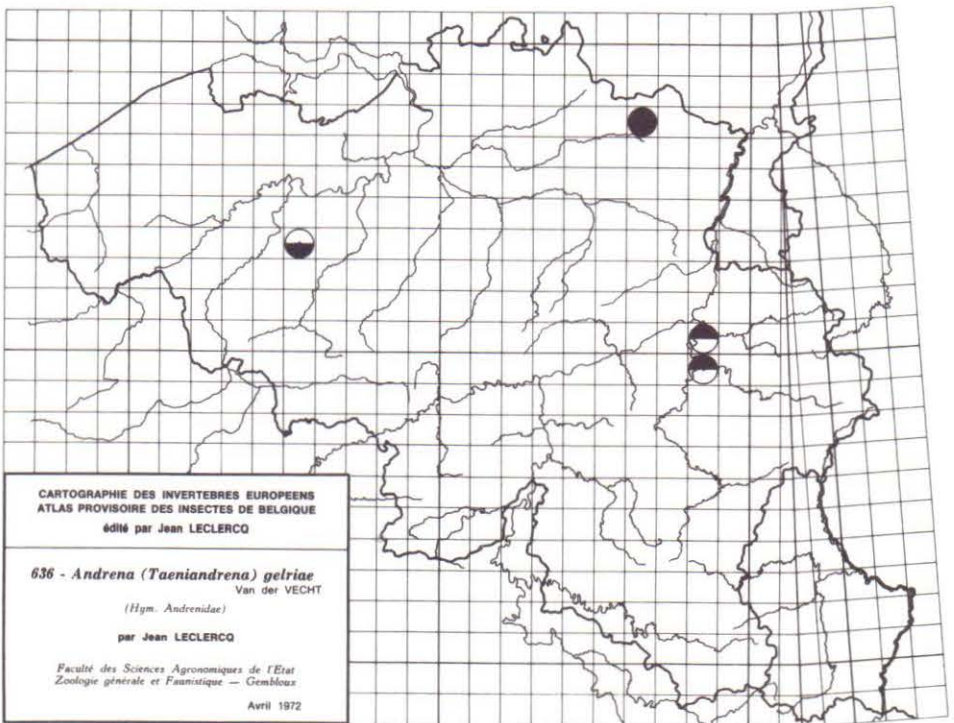 CARTOGRAPHIE DES INVERTEBRES EUROPEENS
ATLAS PROVISOIRE DES INSECTES DE BELGIQUE
édité par Jean LECLERCQ
636 - Andrena (Taeniandrena) gelriae
Van der VECHT
(Hym. Andrenidae)
par Jean LECLERCQ
Faculté des Sciences Agronomiques de l'Etat
Zoologie générale et Faunistique — Gembloux
Avril 1972